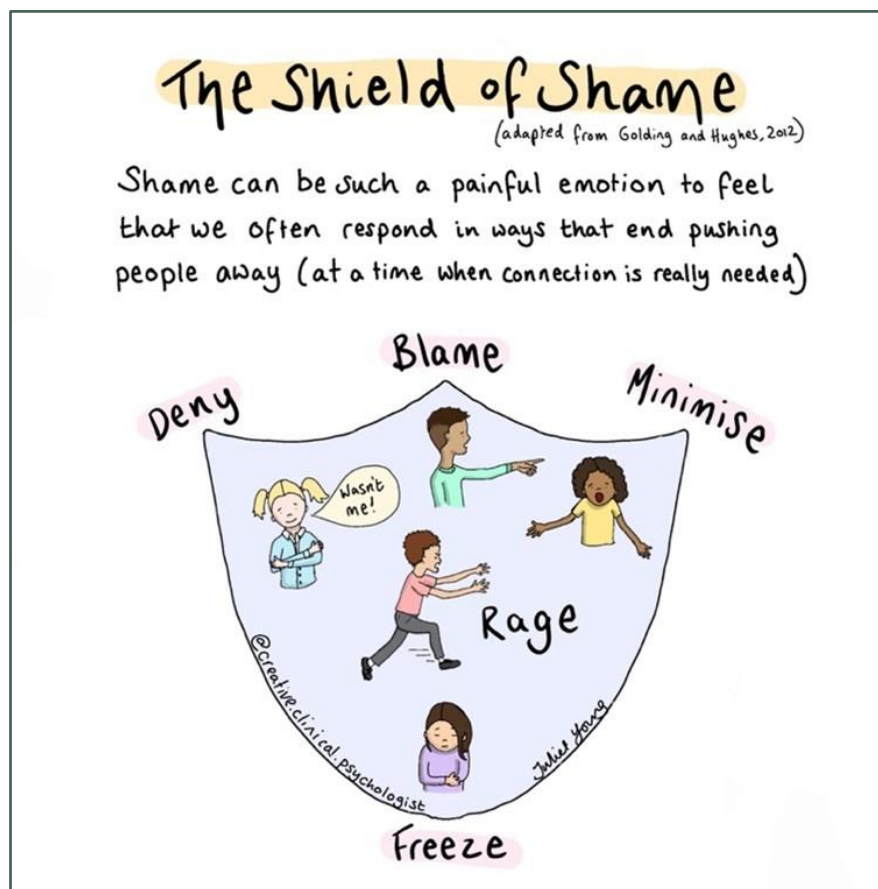 The Shield of Shame
(adapted from Golding and Hughes, 2012)
Shame can be such a painful emotion to feel
that we often respond in ways that end pushing
people away (at a time when connection is really needed)
Blame
Deny
Minimise
Wasn't
me!
Rage
@creative.clinical.psychologist
Juliet Young
Freeze